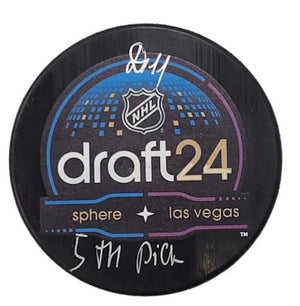 NHL
draft24
sphere las vegas
TM
5TH Pick